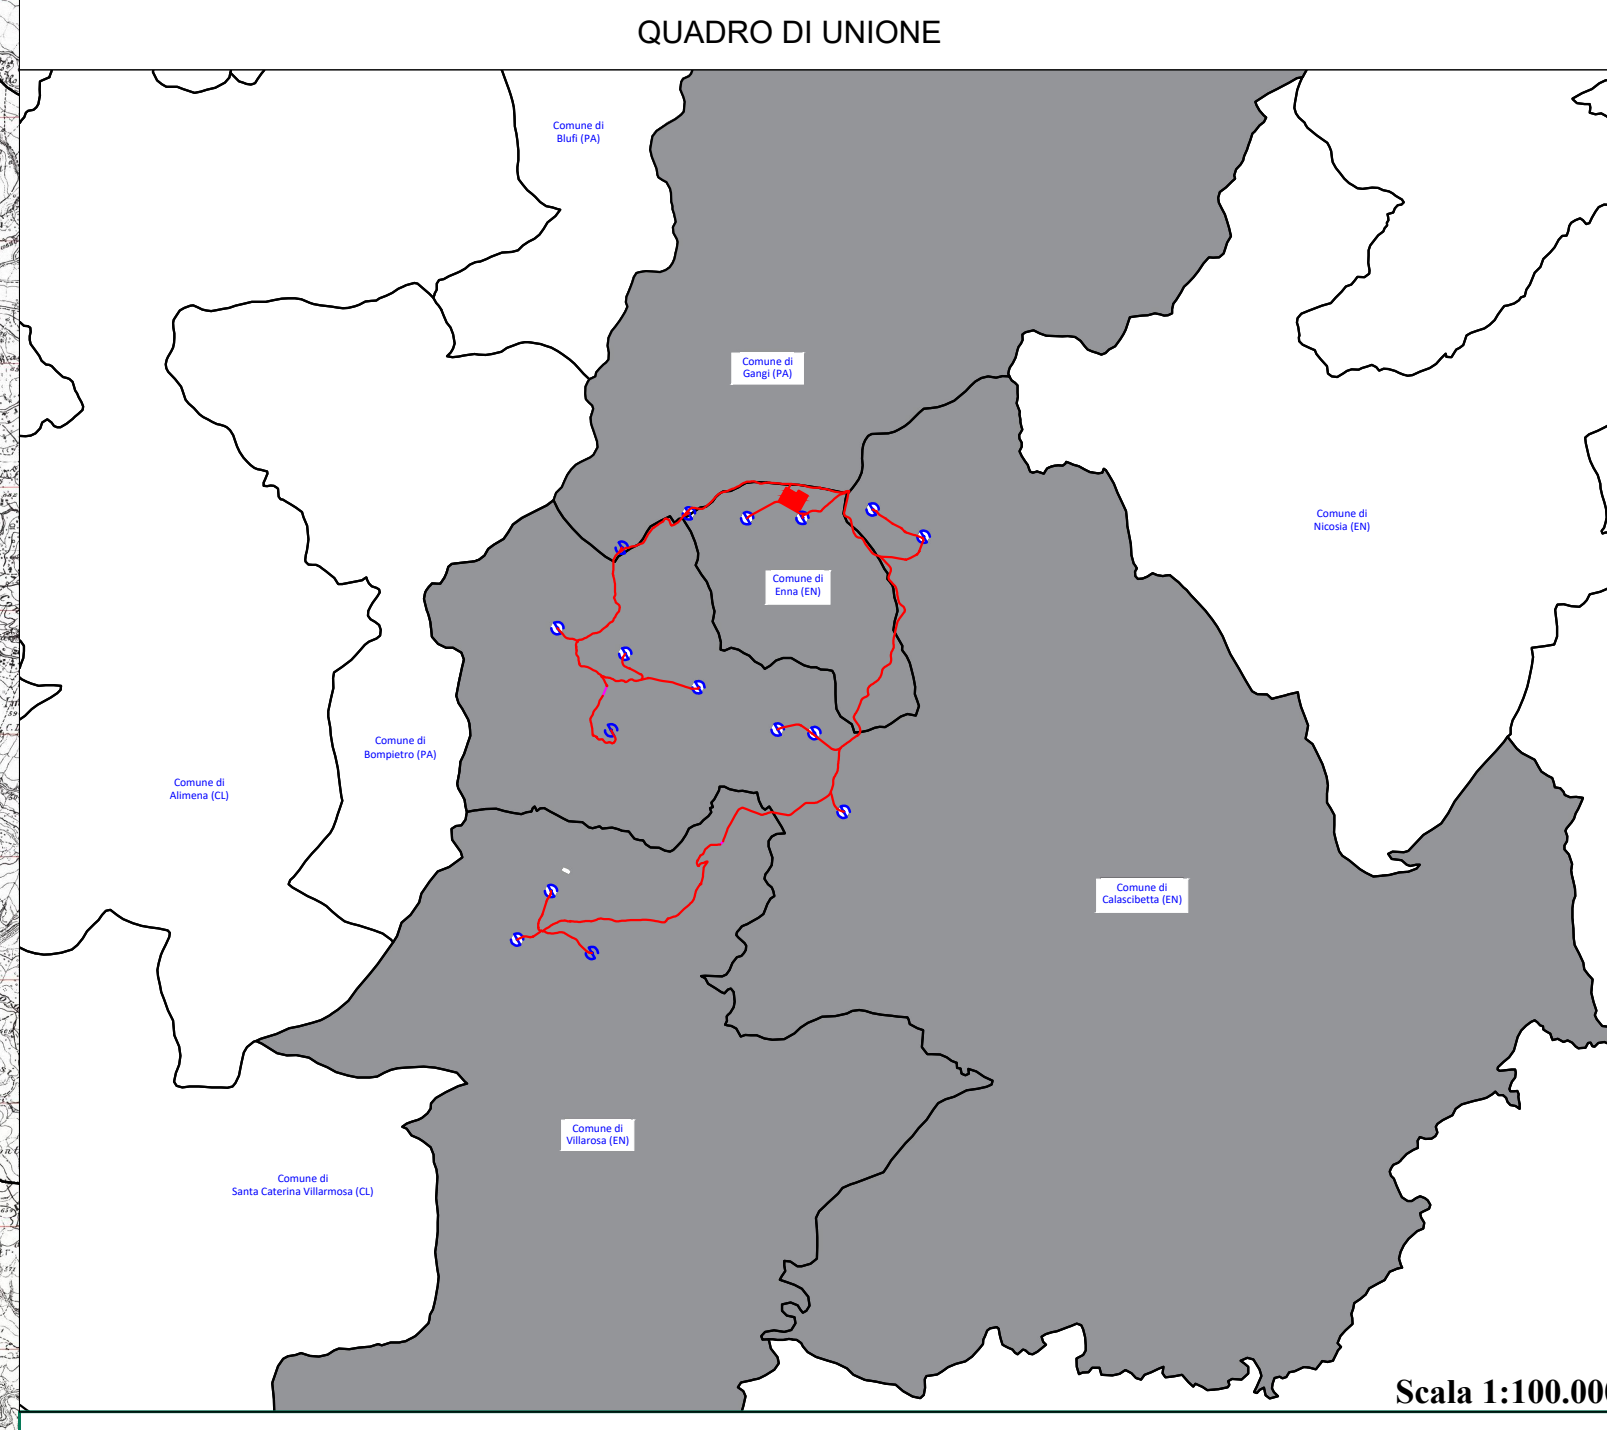 QUADRO DI UNIONE
Comune di
Blufi (PA)
Comune di
Gangi (PA)
Comune di
Nicosia (EN)
Comune di
Enna (EN)
Comune di
Bompietro (PA)
Comune di
Alimena (CL)
Comune di
Calascibetta (EN)
Comune di
Villarosa (EN)
Comune di
Santa Caterina Villarmosa (CL)
Scala 1:100.000